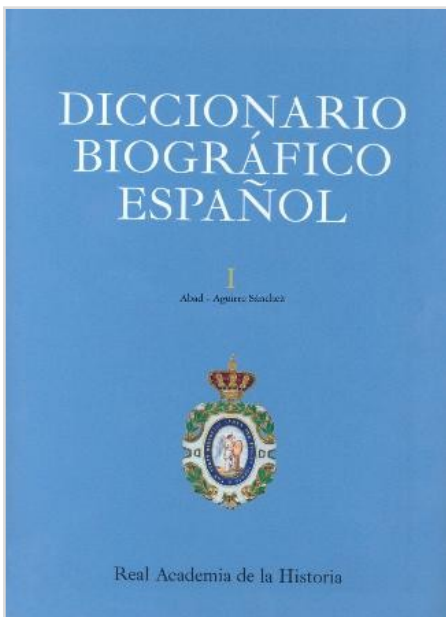 DICCIONARIO
BIOGRÁFICO
ESPAÑOL
I
Abad - Aguirre Sánchez
Real Academia de la Historia